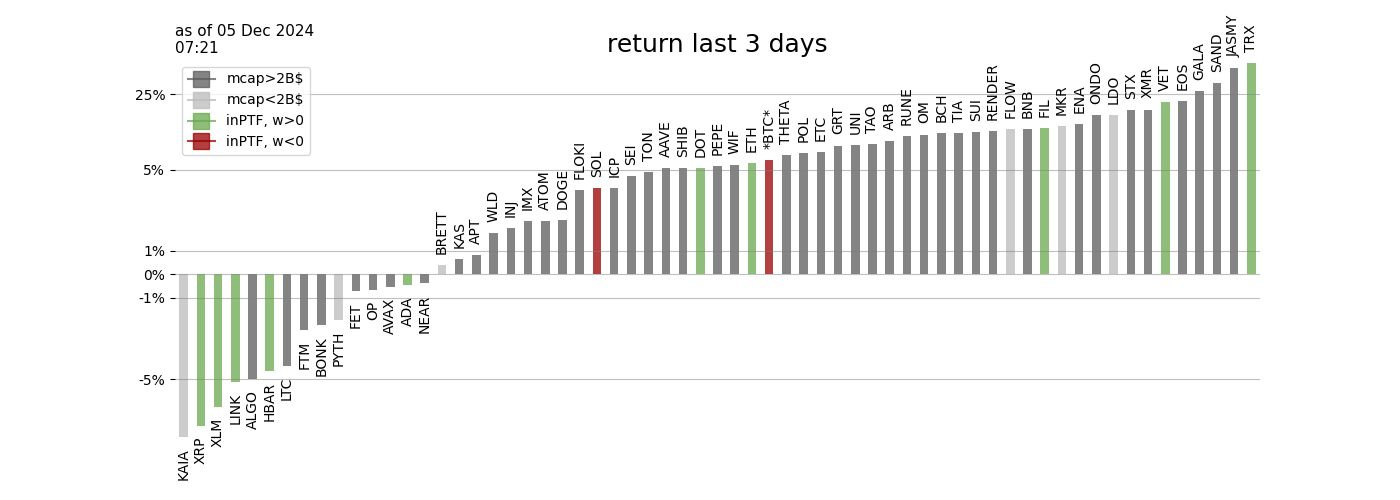 as of 05 Dec 2024
07:21
return last 3 days
mcap>2B$
mcap<2B$
inPTF, w>0
inPTF, w<0
25%
5%
1%
0%
-1%
-5%
KAIA
XRP
XLM
LINK
ALGO
HBAR
LTC
FTM
BONK
PYTH
FET
OP
AVAX
ADA
NEAR
BRETT
KAS
APT
WLD
INJ
IMX
ATOM
DOGE
FLOKI
SOL
ICP
SEI
TON
AAVE
SHIB
DOT
PEPE
WIF
ETH
*BTC*
THETA
POL
ETC
GRT
UNI
TAO
ARB
RUNE
OM
BCH
TIA
SUI
RENDER
FLOW
BNB
FIL
MKR
ENA
ONDO
LDO
STX
XMR
VET
EOS
GALA
SAND
JASMY
TRX